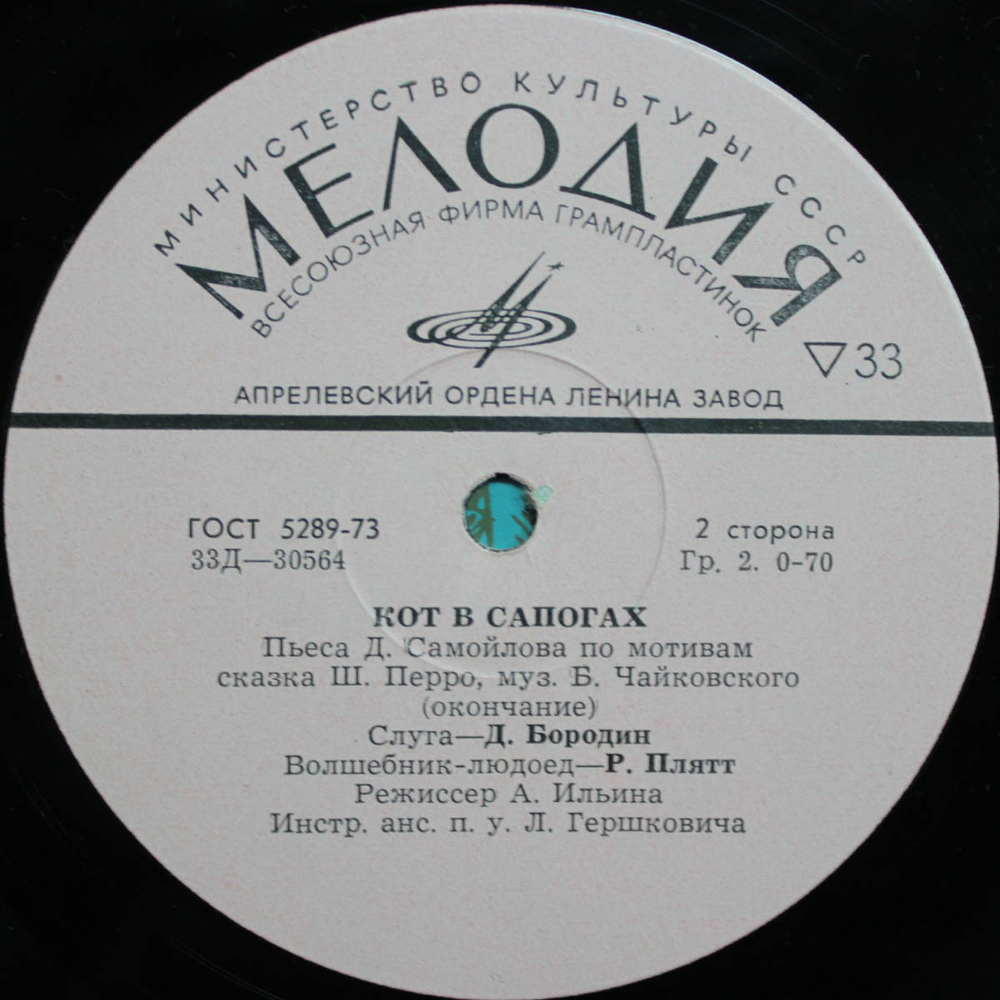 МИНИСТЕРСТВО КУЛЬТУРЫ СССР
МЕЛОДИЯ
ВСЕСОЮЗНАЯ ФИРМА ГРАМПЛАСТИНОК
▽33
АПРЕЛЕВСКИЙ ОРДЕНА ЛЕНИНА ЗАВОД
ГОСТ 5289-73 2 сторона
33Д—30564 Гр. 2. 0-70
КОТ В САПОГАХ
Пьеса Д. Самойлова по мотивам
сказка Ш. Перро, муз. Б. Чайковского
(окончание)
Слуга—Д. Бородин
Волшебник-людоед—Р. Плятт
Режиссер А. Ильина
Инстр. анс. п. у. Л. Гершковича